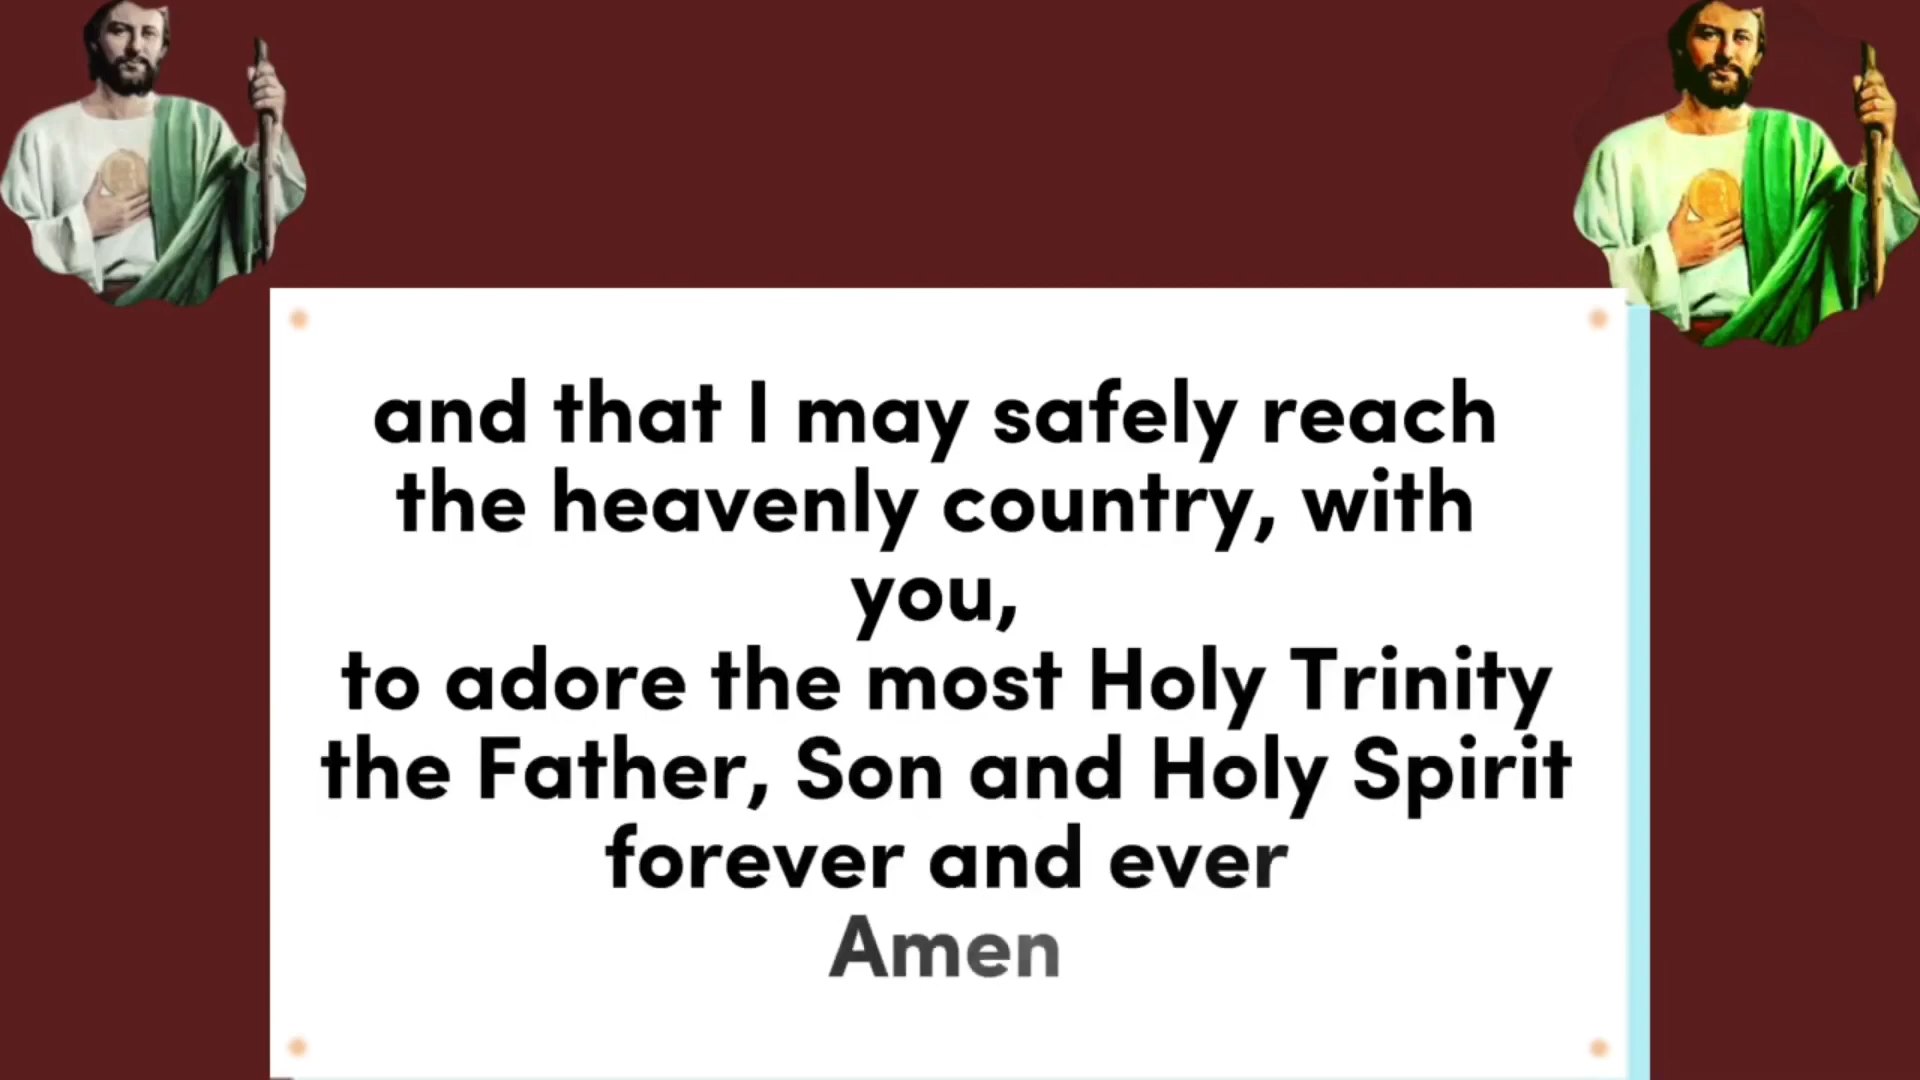 and that I may safely reach
the heavenly country, with
you,
to adore the most Holy Trinity
the Father, Son and Holy Spirit
forever and ever
Amen